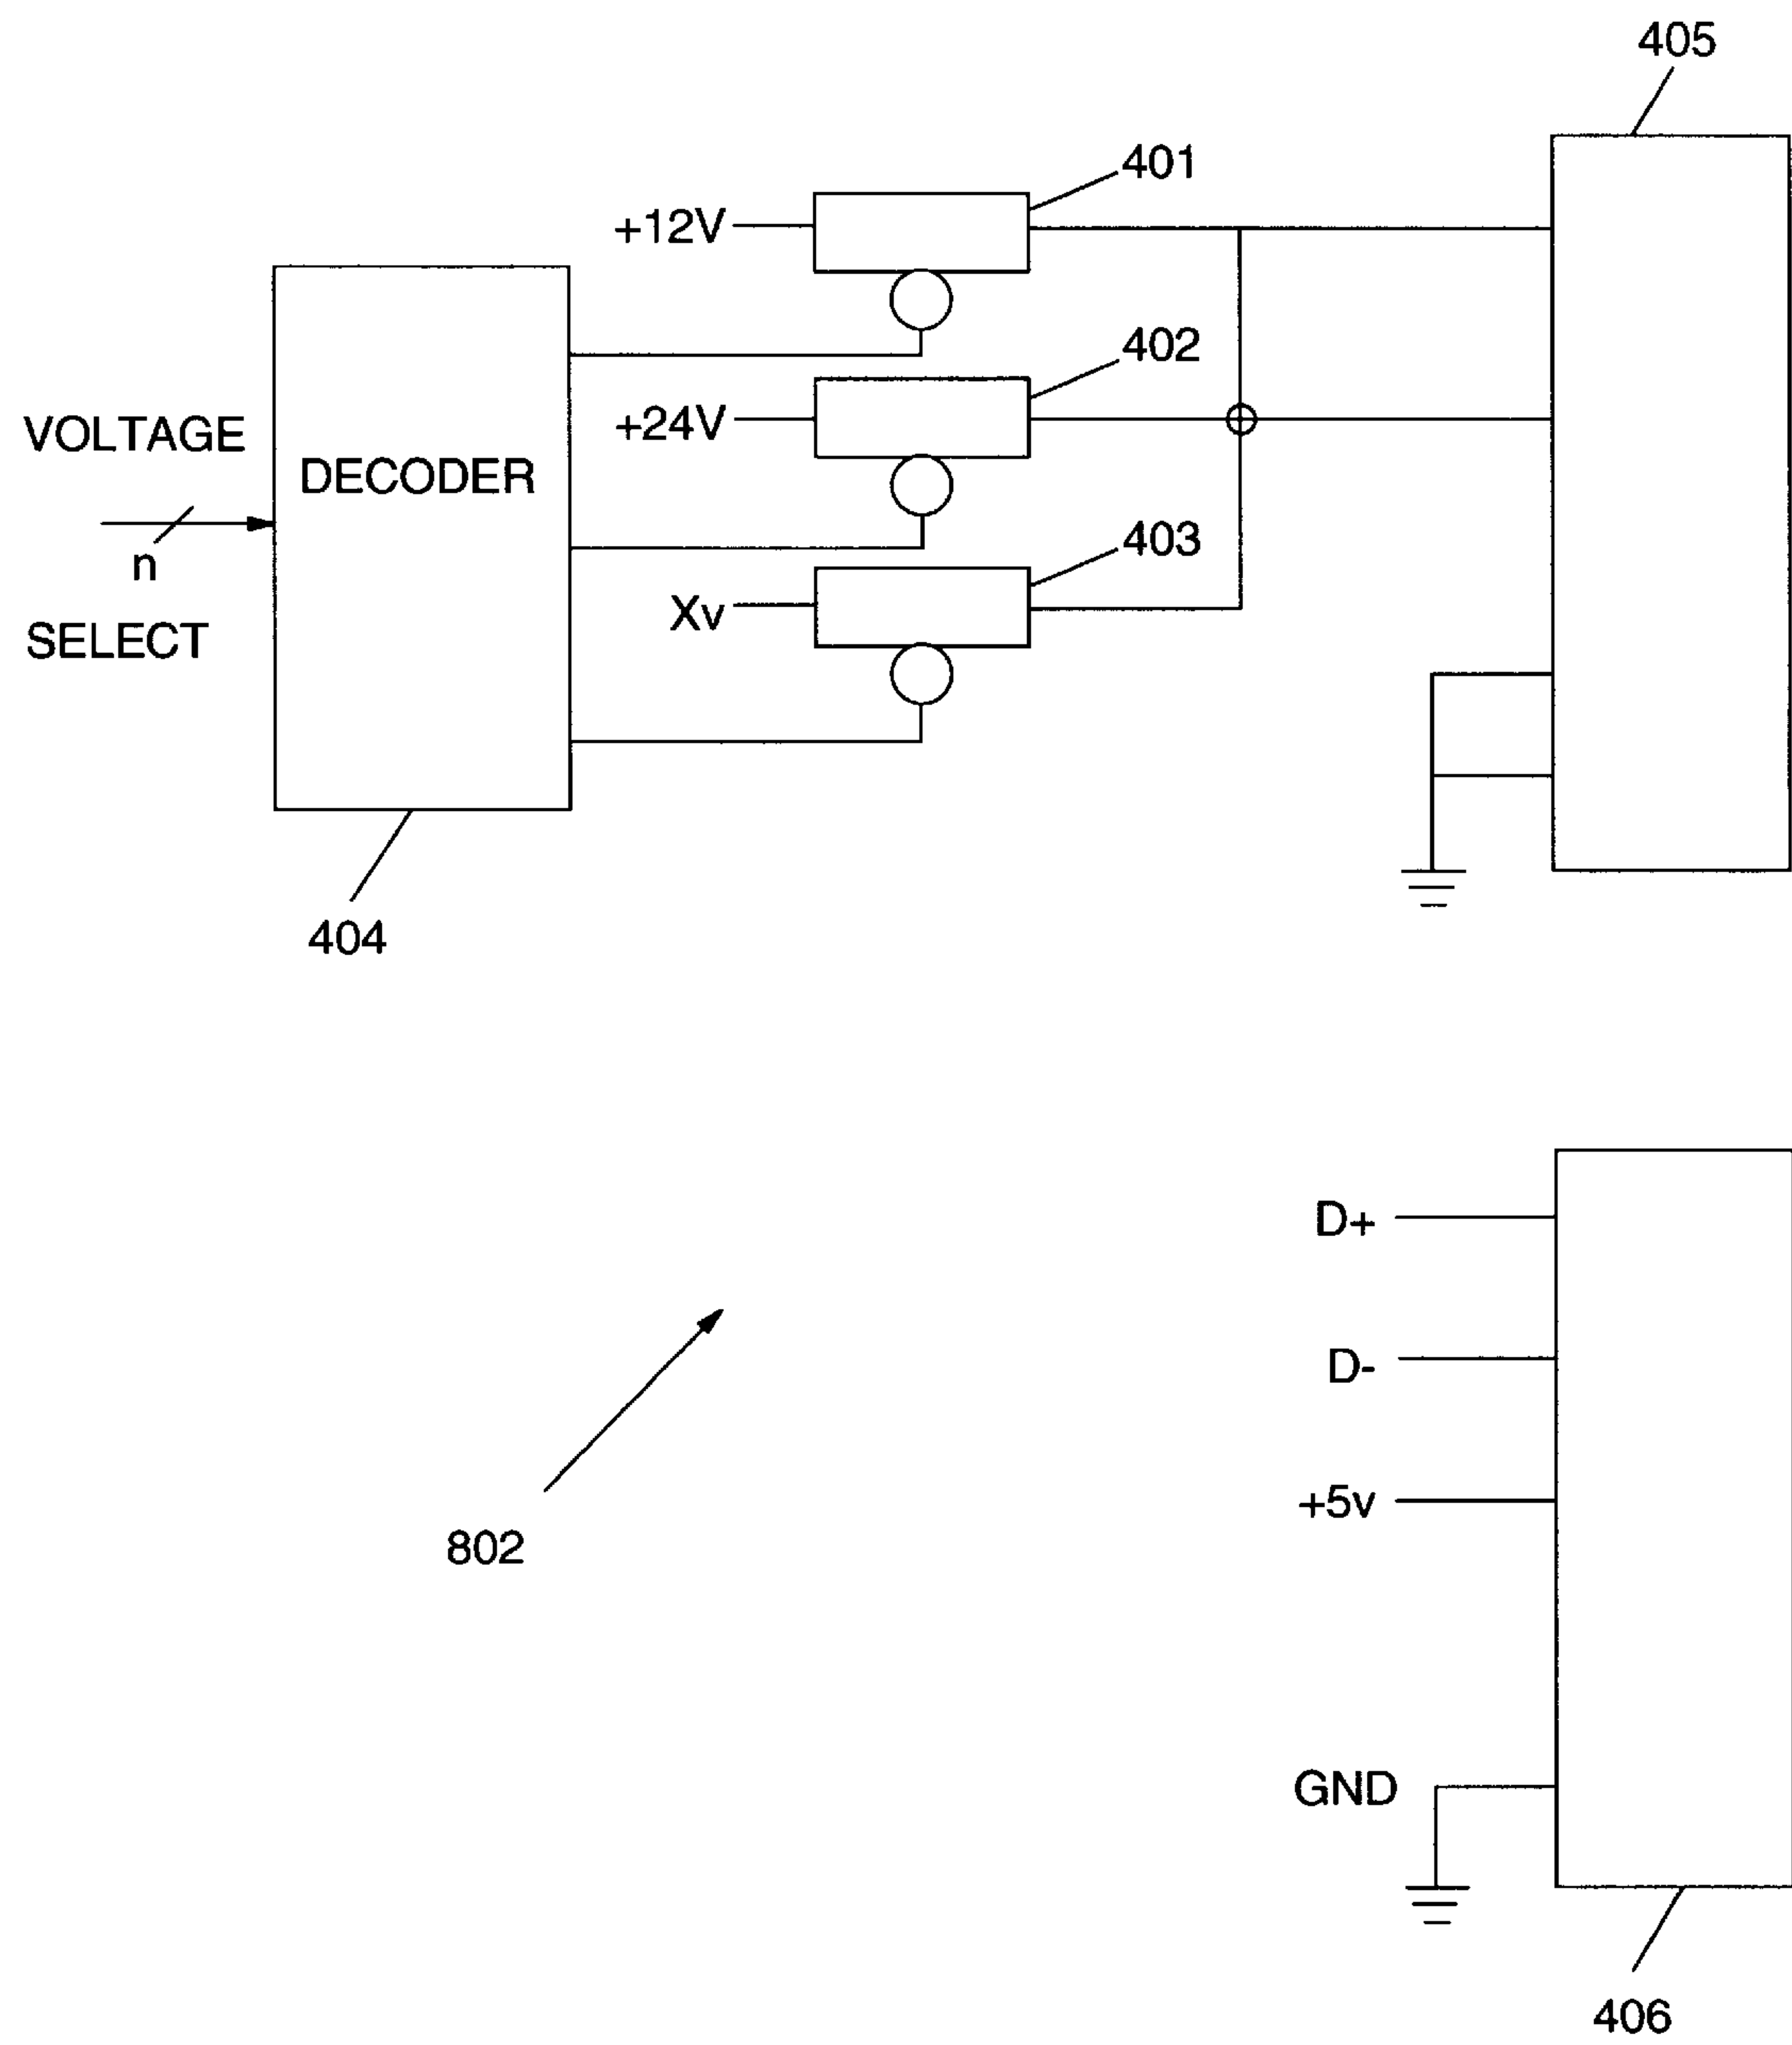 405
401
+12V
402
+24V
VOLTAGE
DECODER
n
403
Xv
SELECT
404
D+
D-
+5v
802
GND
406